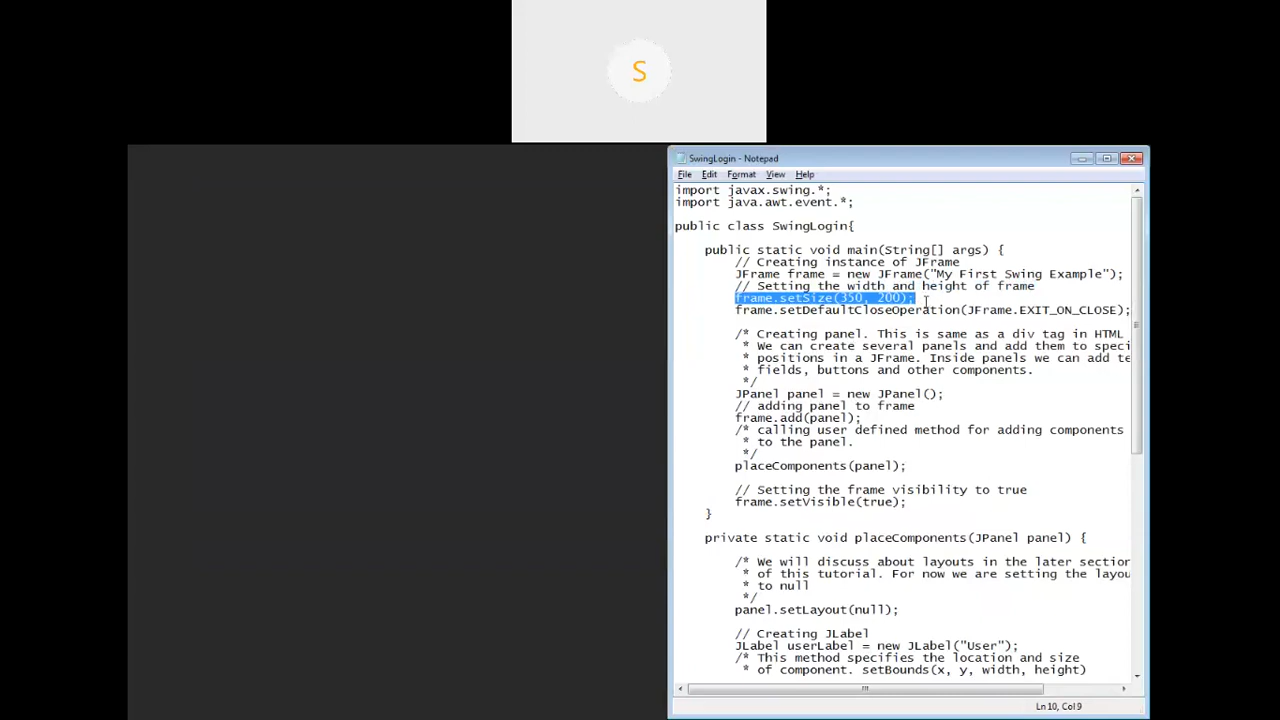 S
SwingLogin - Notepad
File Edit Format View Help
import javax.swing.*;
import java.awt.event.*;
public class SwingLogin{
public static void main(String[] args) {
// Creating instance of JFrame
JFrame frame = new JFrame("My First Swing Example");
// Setting the width and height of frame
frame.setSize(350, 200);
frame.setDefaultCloseOperation(JFrame.EXIT_ON_CLOSE);
/* Creating panel. This is same as a div tag in HTML
* We can create several panels and add them to speci
* positions in a JFrame. Inside panels we can add te
* fields, buttons and other components.
*/
JPanel panel = new JPanel();
// adding panel to frame
frame.add(panel);
/* calling user defined method for adding components
* to the panel.
*/
placeComponents(panel);
// Setting the frame visibility to true
frame.setVisible(true);
}
private static void placeComponents(JPanel panel) {
/* We will discuss about layouts in the later section
* of this tutorial. For now we are setting the layou
* to null
*/
panel.setLayout(null);
// Creating JLabel
JLabel userLabel = new JLabel("User");
/* This method specifies the location and size
* of component. setBounds(x, y, width, height)
Ln 10, Col 9